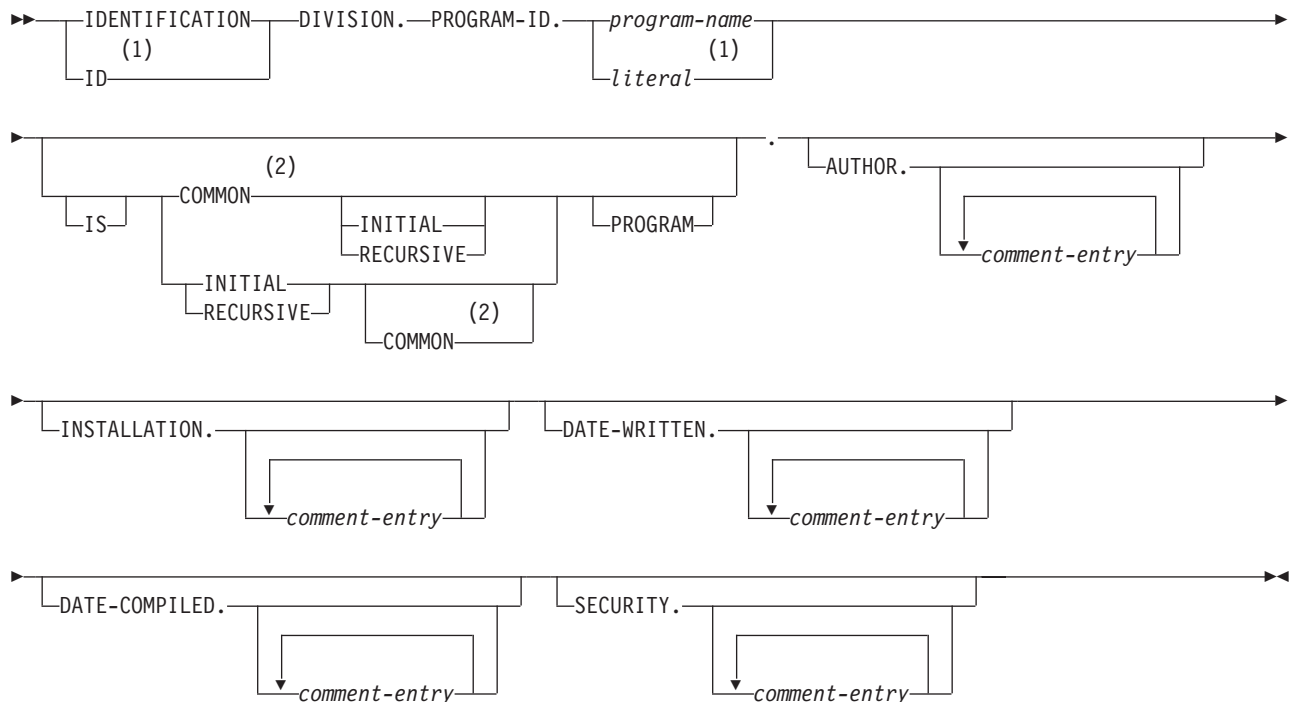 IDENTIFICATION DIVISION. PROGRAM-ID. program-name
(1) (1)
ID literal
.
(2) AUTHOR.
COMMON
IS INITIAL PROGRAM
RECURSIVE comment-entry
INITIAL
RECURSIVE (2)
COMMON
INSTALLATION. DATE-WRITTEN.
comment-entry comment-entry
DATE-COMPILED. SECURITY.
comment-entry comment-entry